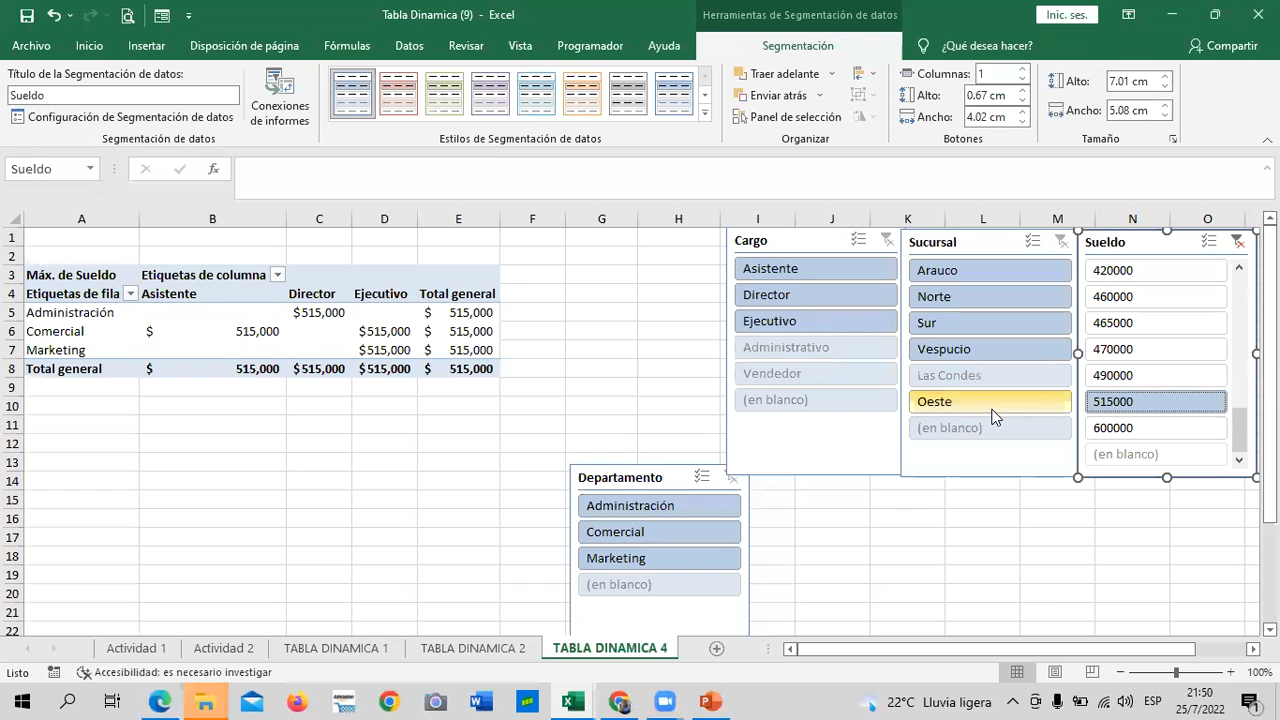 Tabla Dinamica (9) - Excel
Herramientas de Segmentación de datos
Inic. ses.
Archivo Inicio Insertar Disposición de página Fórmulas Datos Revisar Vista Programador Ayuda Segmentación ¿Qué desea hacer? Compartir
Título de la Segmentación de datos:
Sueldo
Configuración de Segmentación de datos
Segmentación de datos
Conexiones
de informes
Estilos de Segmentación de datos
Traer adelante
Enviar atrás
Panel de selección
Organizar
Columnas: 1
Alto: 0.67 cm
Ancho: 4.02 cm
Botones
Alto: 7.01 cm
Ancho: 5.08 cm
Tamaño
Sueldo fx
A B C D E F G H I J K L M N O
1
2
3 Máx. de Sueldo Etiquetas de columna
4 Etiquetas de fila Asistente Director Ejecutivo Total general
5 Administración $515,000 $ 515,000
6 Comercial $ 515,000 $515,000 $ 515,000
7 Marketing $515,000 $ 515,000
8 Total general $ 515,000 $515,000 $515,000 $ 515,000
9
10
11
12
13
14
15
16
17
18
19
20
21
22
Cargo
Asistente
Director
Ejecutivo
Administrativo
Vendedor
(en blanco)
Sucursal
Arauco
Norte
Sur
Vespucio
Las Condes
Oeste
(en blanco)
Sueldo
420000
460000
465000
470000
490000
515000
600000
(en blanco)
Departamento
Administración
Comercial
Marketing
(en blanco)
Actividad 1 Actividad 2 TABLA DINAMICA 1 TABLA DINAMICA 2 TABLA DINAMICA 4
Listo Accesibilidad: es necesario investigar 100%
22°C Lluvia ligera ESP 21:50
25/7/2022